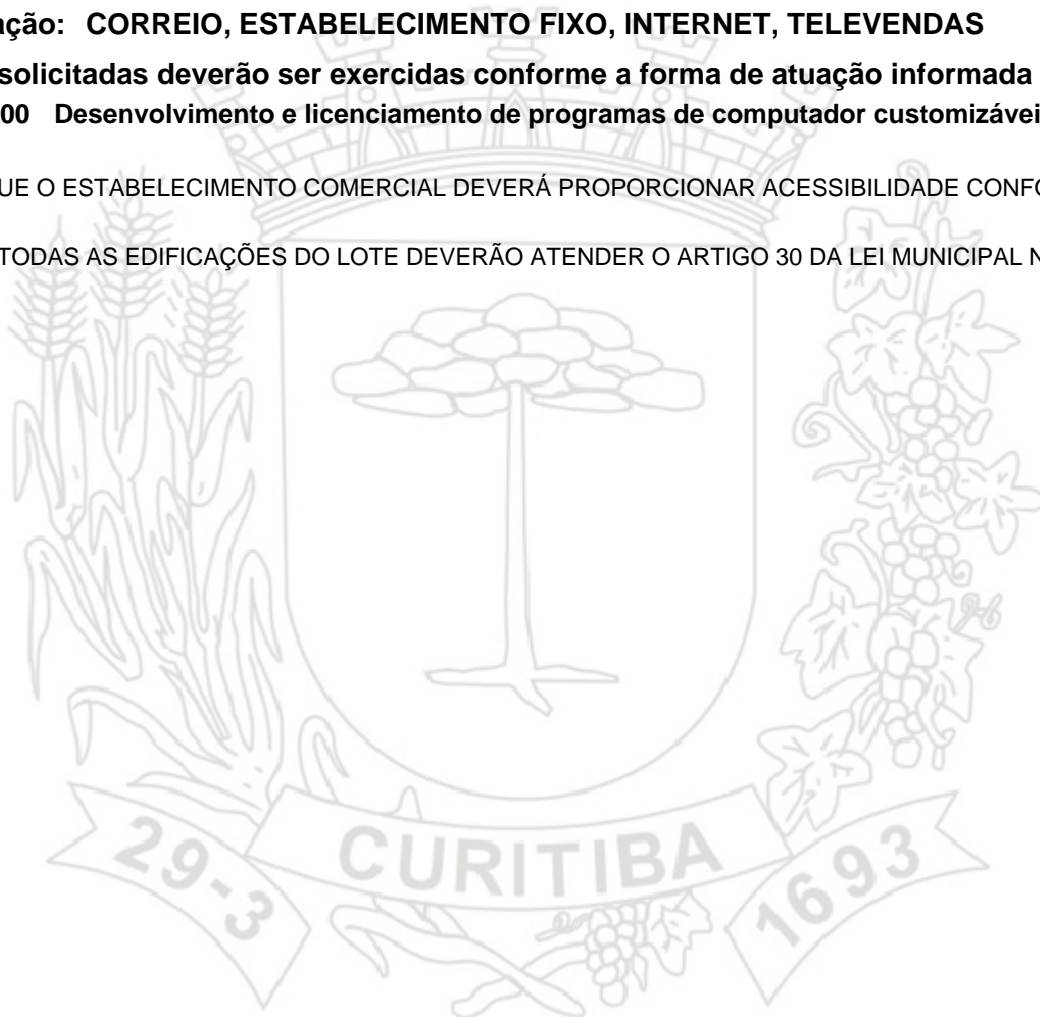 ação: CORREIO, ESTABELECIMENTO FIXO, INTERNET, TELEVENDAS
solicitadas deverão ser exercidas conforme a forma de atuação informada
00 Desenvolvimento e licenciamento de programas de computador customizávei
UE O ESTABELECIMENTO COMERCIAL DEVERÁ PROPORCIONAR ACESSIBILIDADE CONFO
TODAS AS EDIFICAÇÕES DO LOTE DEVERÃO ATENDER O ARTIGO 30 DA LEI MUNICIPAL N
29-3 CURITIBA 1693